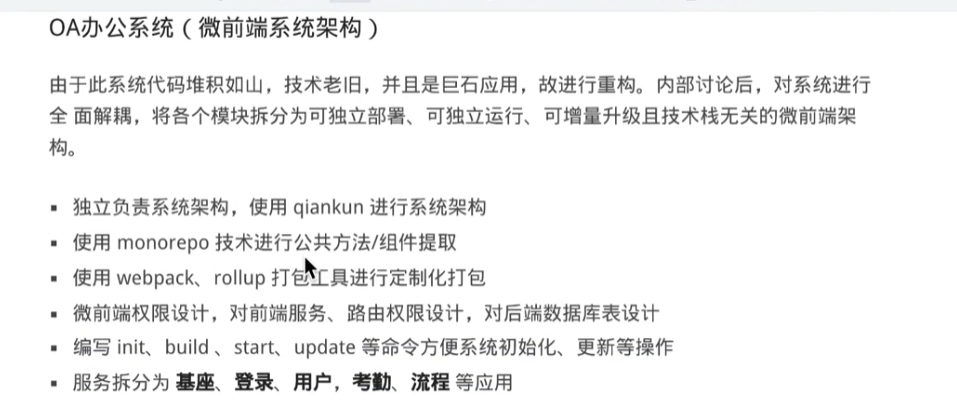 OA办公系统（微前端系统架构）
由于此系统代码堆积如山，技术老旧，并且是巨石应用，故进行重构。内部讨论后，对系统进行
全 面解耦，将各个模块拆分为可独立部署、可独立运行、可增量升级且技术栈无关的微前端架
构。
▪ 独立负责系统架构，使用 qiankun 进行系统架构
▪ 使用 monorepo 技术进行公共方法/组件提取
▪ 使用 webpack、rollup 打包工具进行定制化打包
▪ 微前端权限设计，对前端服务、路由权限设计，对后端数据库表设计
▪ 编写 init、build 、start、update 等命令方便系统初始化、更新等操作
▪ 服务拆分为 基座、登录、用户，考勤、流程 等应用